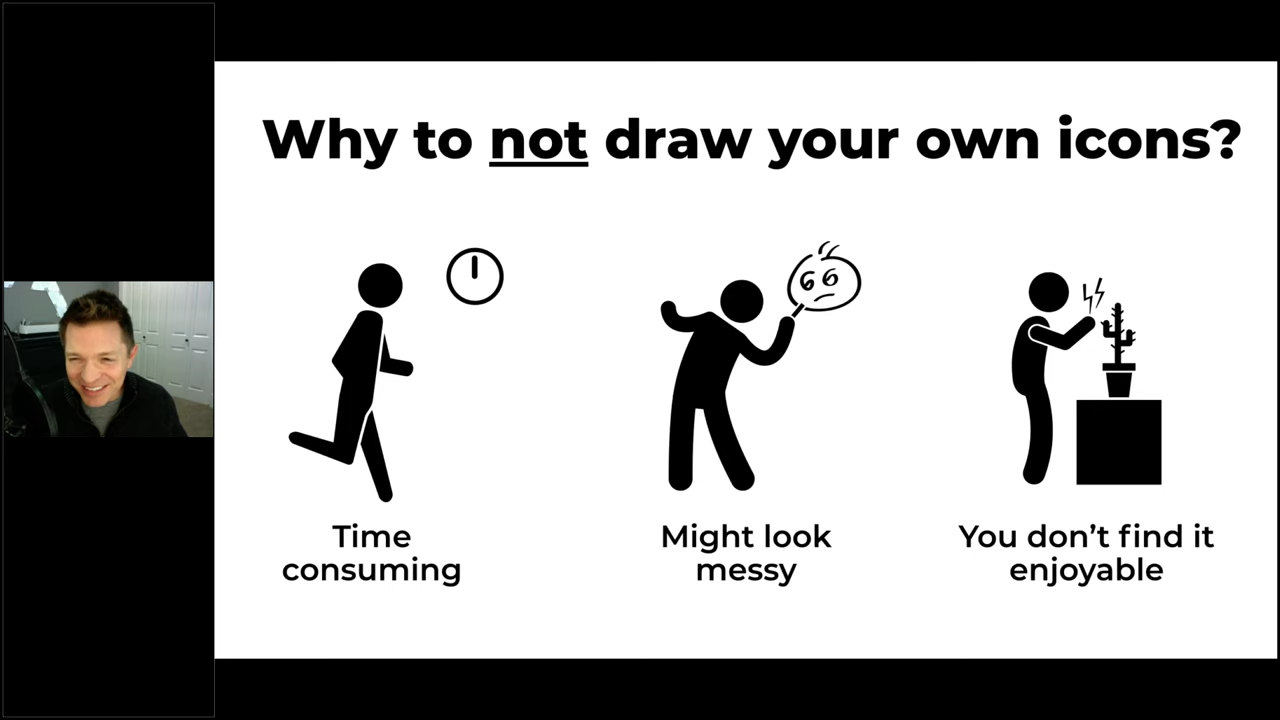 Why to not draw your own icons?
Time
consuming
Might look
messy
You don’t find it
enjoyable